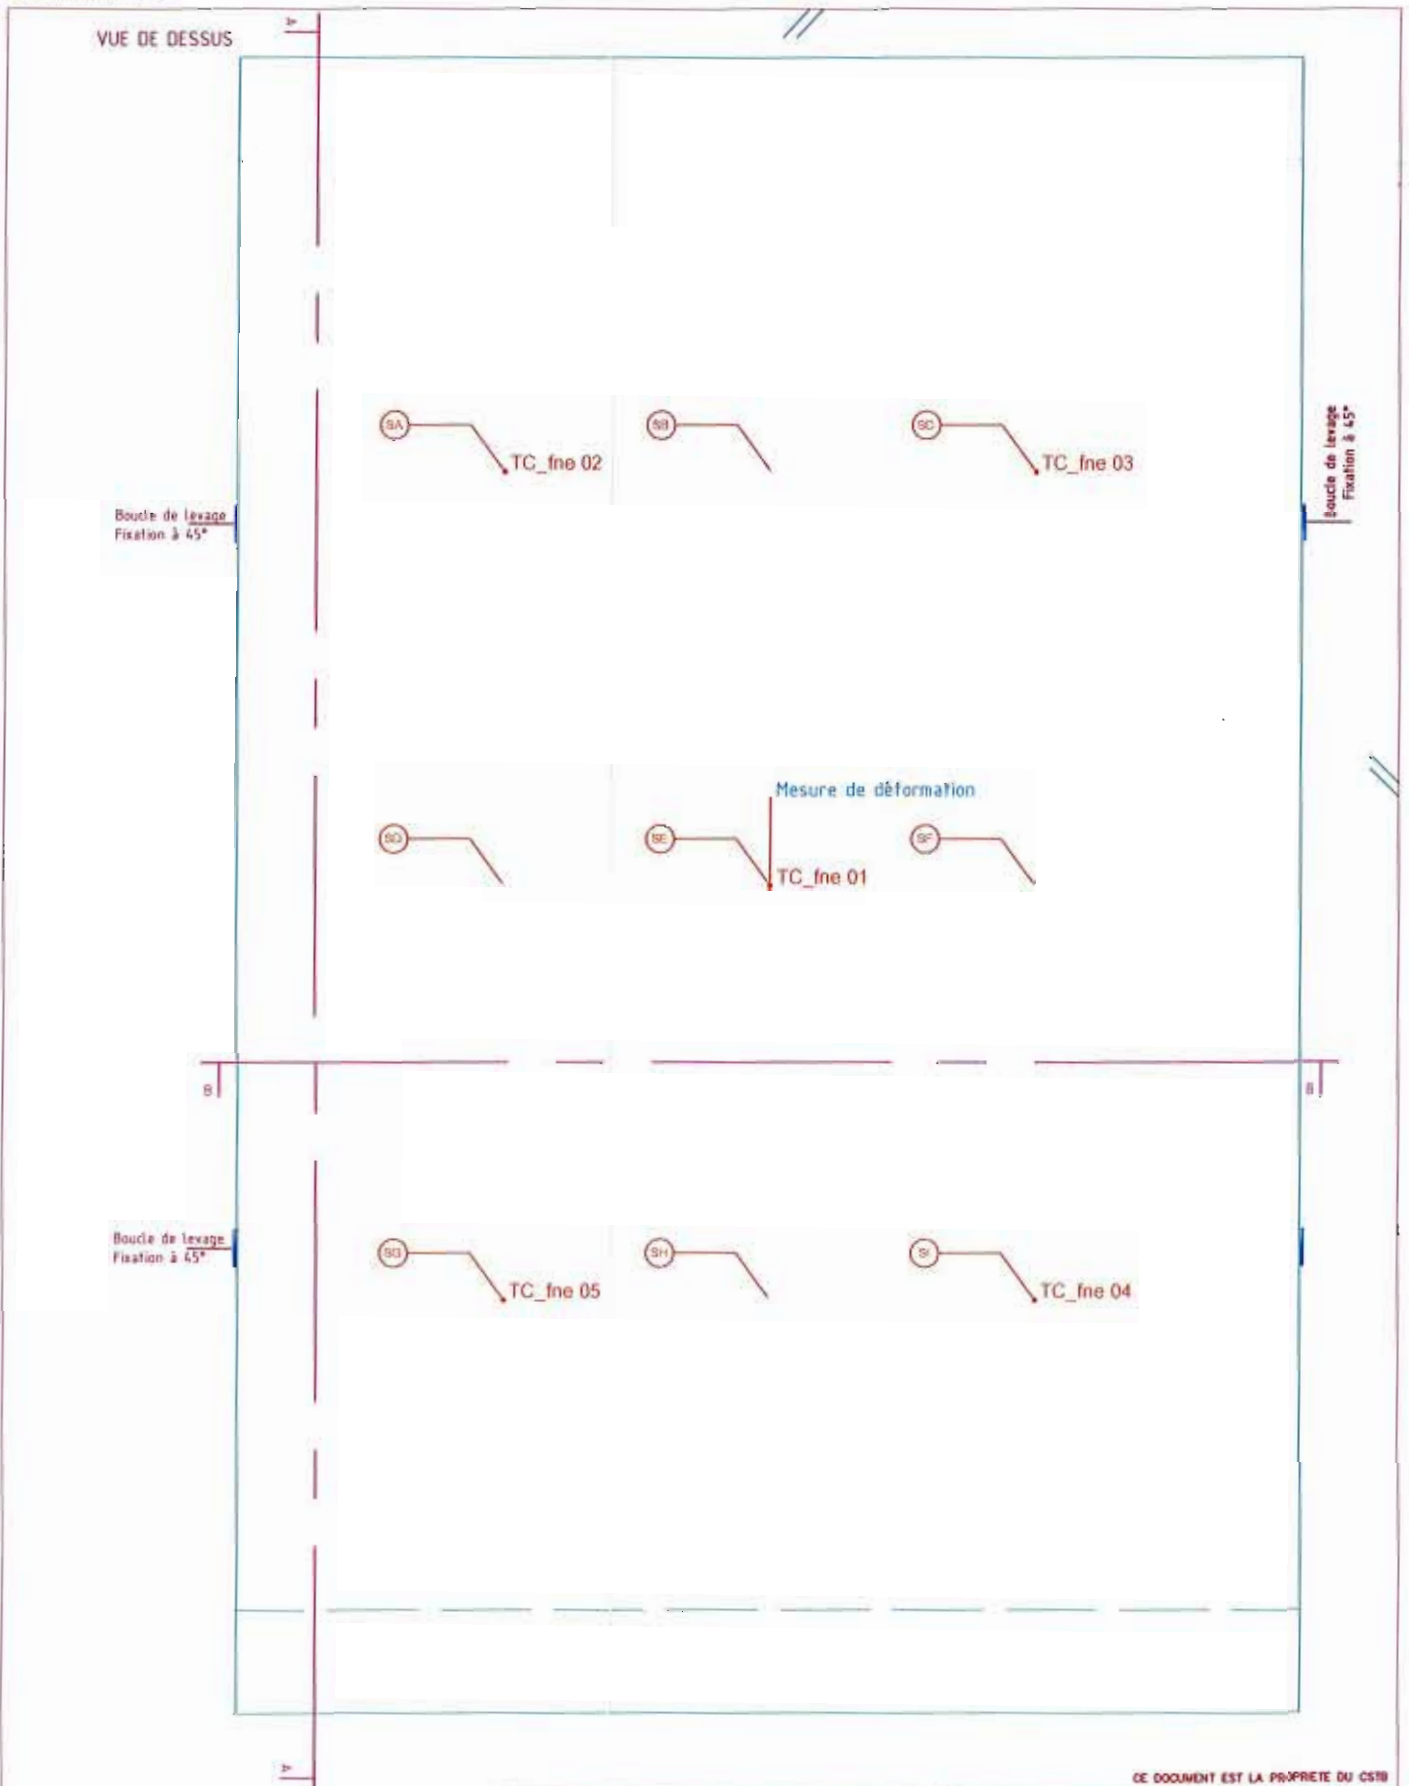 A
VUE DE DESSUS
SA
TC_fne 02
SB
SC
TC_fne 03
Boucle de levage
Fixation à 45°
Boucle de levage
Fixation à 45°
Mesure de déformation
SD
SE
TC_fne 01
SF
B
B
Boucle de levage
Fixation à 45°
SG
TC_fne 05
SH
SI
TC_fne 04
A
CE DOCUMENT EST LA PROPRIETE DU CSTB